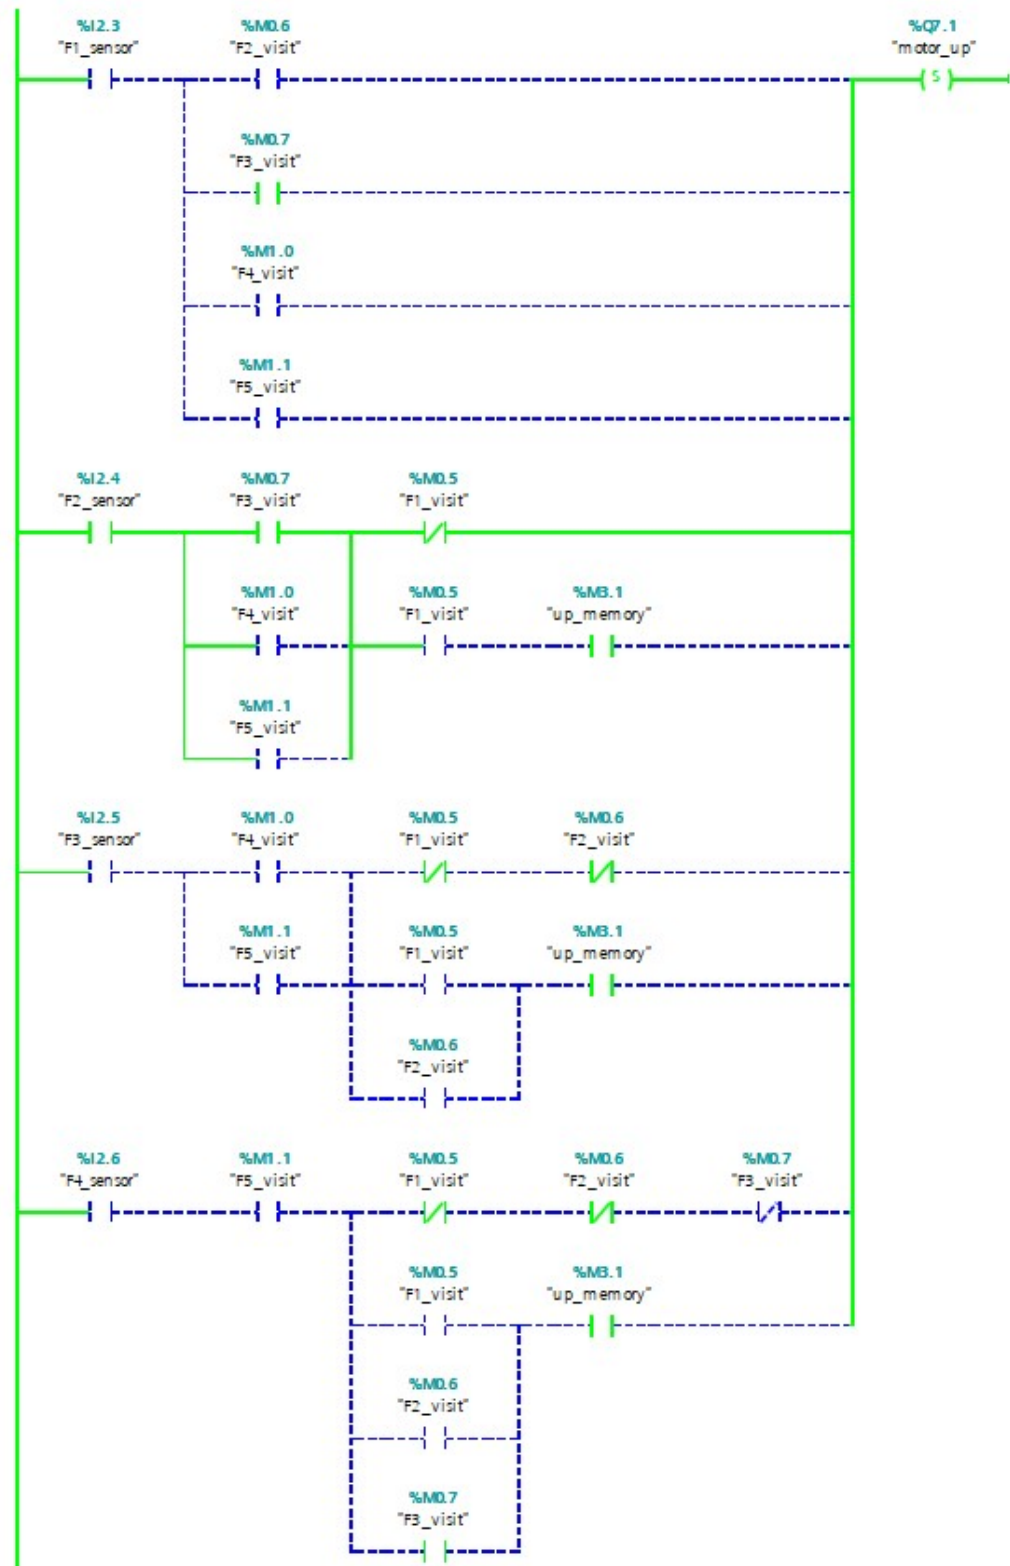 %I2.3 %M0.6 %Q7.1
"F1_sensor" "F2_visit" "motor_up"
S
%M0.7
"F3_visit"
%M1.0
"F4_visit"
%M1.1
"F5_visit"
%I2.4 %M0.7 %M0.5
"F2_sensor" "F3_visit" "F1_visit"
%M1.0 %M0.5 %M3.1
"F4_visit" "F1_visit" "up_memory"
%M1.1
"F5_visit"
%I2.5 %M1.0 %M0.5 %M0.6
"F3_sensor" "F4_visit" "F1_visit" "F2_visit"
%M1.1 %M0.5 %M3.1
"F5_visit" "F1_visit" "up_memory"
%M0.6
"F2_visit"
%I2.6 %M1.1 %M0.5 %M0.6 %M0.7
"F4_sensor" "F5_visit" "F1_visit" "F2_visit" "F3_visit"
%M0.5 %M3.1
"F1_visit" "up_memory"
%M0.6
"F2_visit"
%M0.7
"F3_visit"